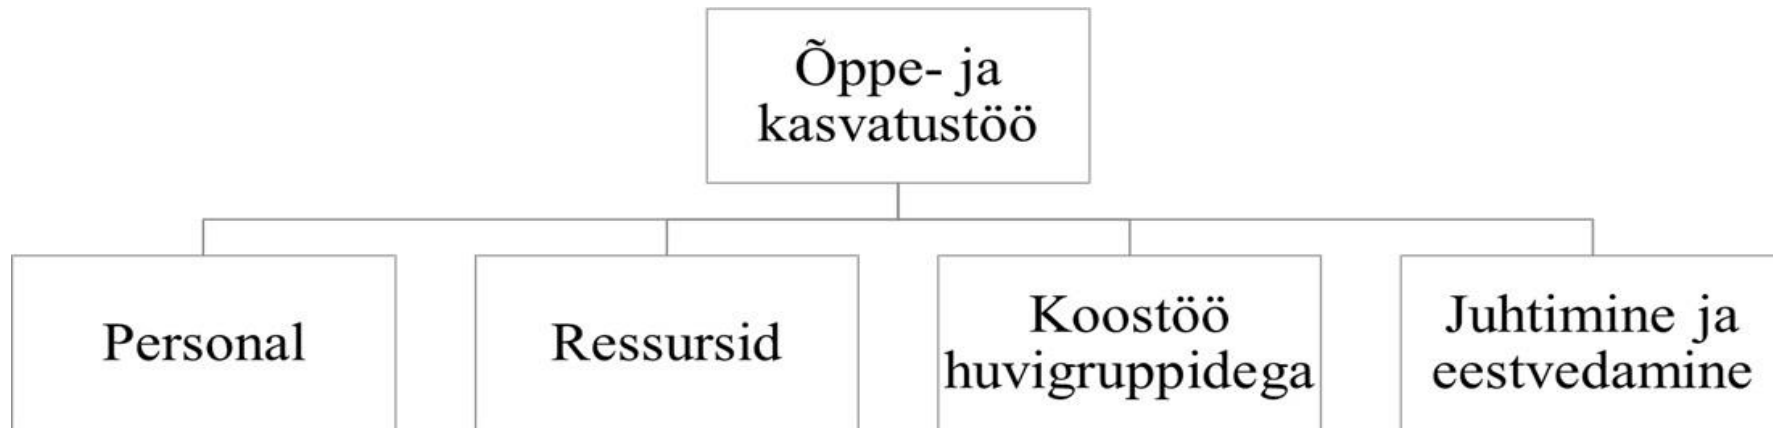 Õppe- ja
kasvatustöö
Personal
Ressursid
Koostöö
huvigruppidega
Juhtimine ja
eestvedamine